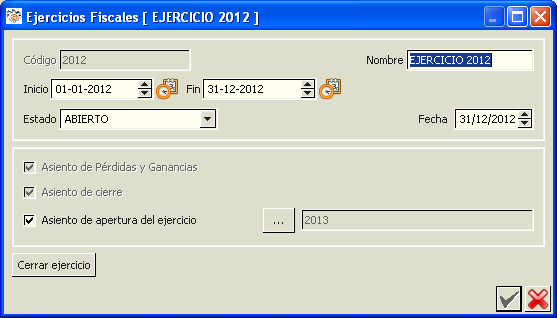 Ejercicios Fiscales [ EJERCICIO 2012 ]
Código 2012 Nombre EJERCICIO 2012
Inicio 01-01-2012 Fin 31-12-2012
Estado ABIERTO Fecha 31/12/2012
Asiento de Pérdidas y Ganancias
Asiento de cierre
Asiento de apertura del ejercicio ... 2013
Cerrar ejercicio